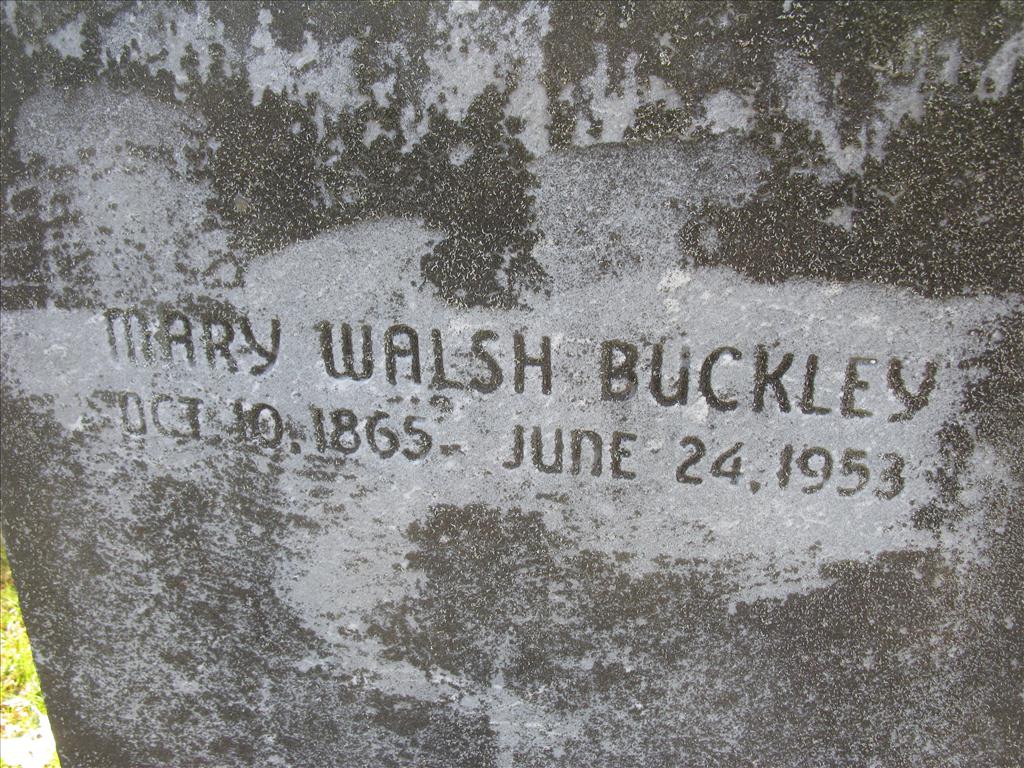 MARY WALSH BUCKLEY
OCT. 10, 1865 - JUNE 24, 1953